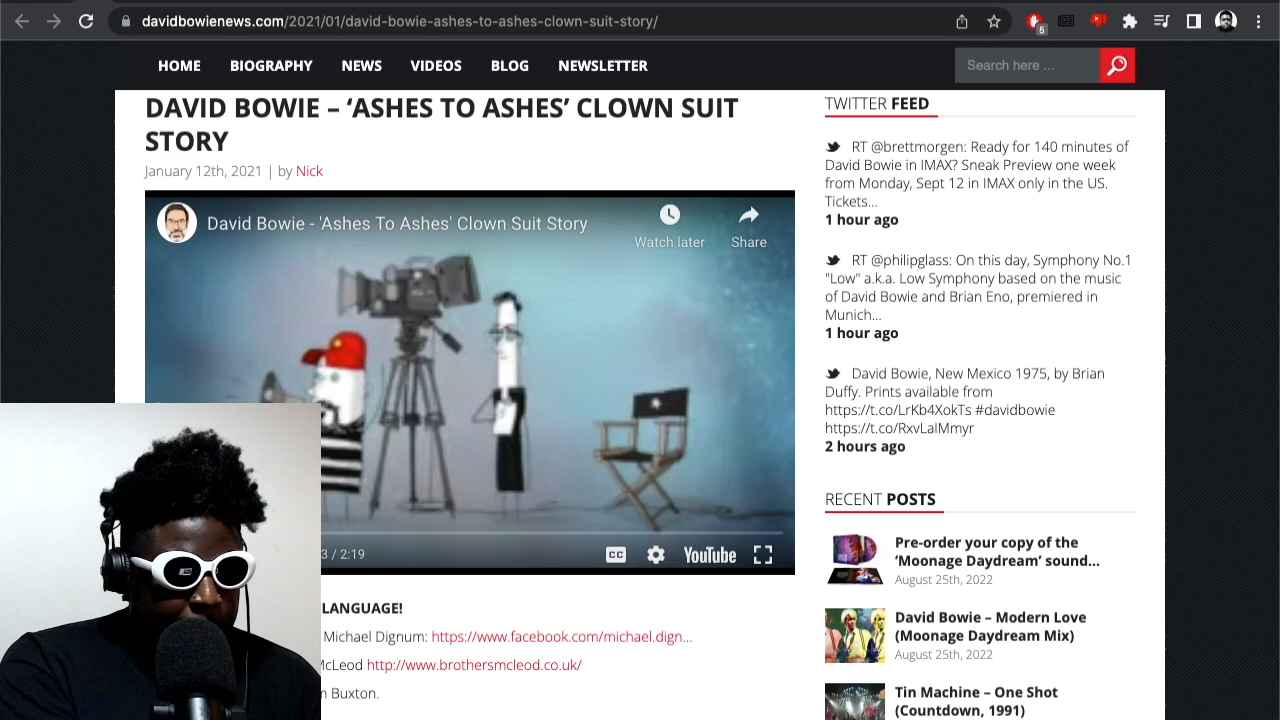 davidbowienews.com/2021/01/david-bowie-ashes-to-ashes-clown-suit-story/
5
HOME BIOGRAPHY NEWS VIDEOS BLOG NEWSLETTER
Search here ...
DAVID BOWIE – ‘ASHES TO ASHES’ CLOWN SUIT
STORY
January 12th, 2021 | by Nick
David Bowie - 'Ashes To Ashes' Clown Suit Story
Watch later
Share
3 / 2:19
CC
YouTube
LANGUAGE!
Michael Dignum: https://www.facebook.com/michael.dign...
McLeod http://www.brothersmcleod.co.uk/
Buxton.
TWITTER FEED
RT @brettmorgen: Ready for 140 minutes of
David Bowie in IMAX? Sneak Preview one week
from Monday, Sept 12 in IMAX only in the US.
Tickets...
1 hour ago
RT @philipglass: On this day, Symphony No.1
"Low" a.k.a. Low Symphony based on the music
of David Bowie and Brian Eno, premiered in
Munich...
1 hour ago
David Bowie, New Mexico 1975, by Brian
Duffy. Prints available from
https://t.co/LrKb4XokTs #davidbowie
https://t.co/RxvLaIMmyr
2 hours ago
RECENT POSTS
Pre-order your copy of the
‘Moonage Daydream’ sound...
August 25th, 2022
David Bowie – Modern Love
(Moonage Daydream Mix)
August 25th, 2022
Tin Machine – One Shot
(Countdown, 1991)